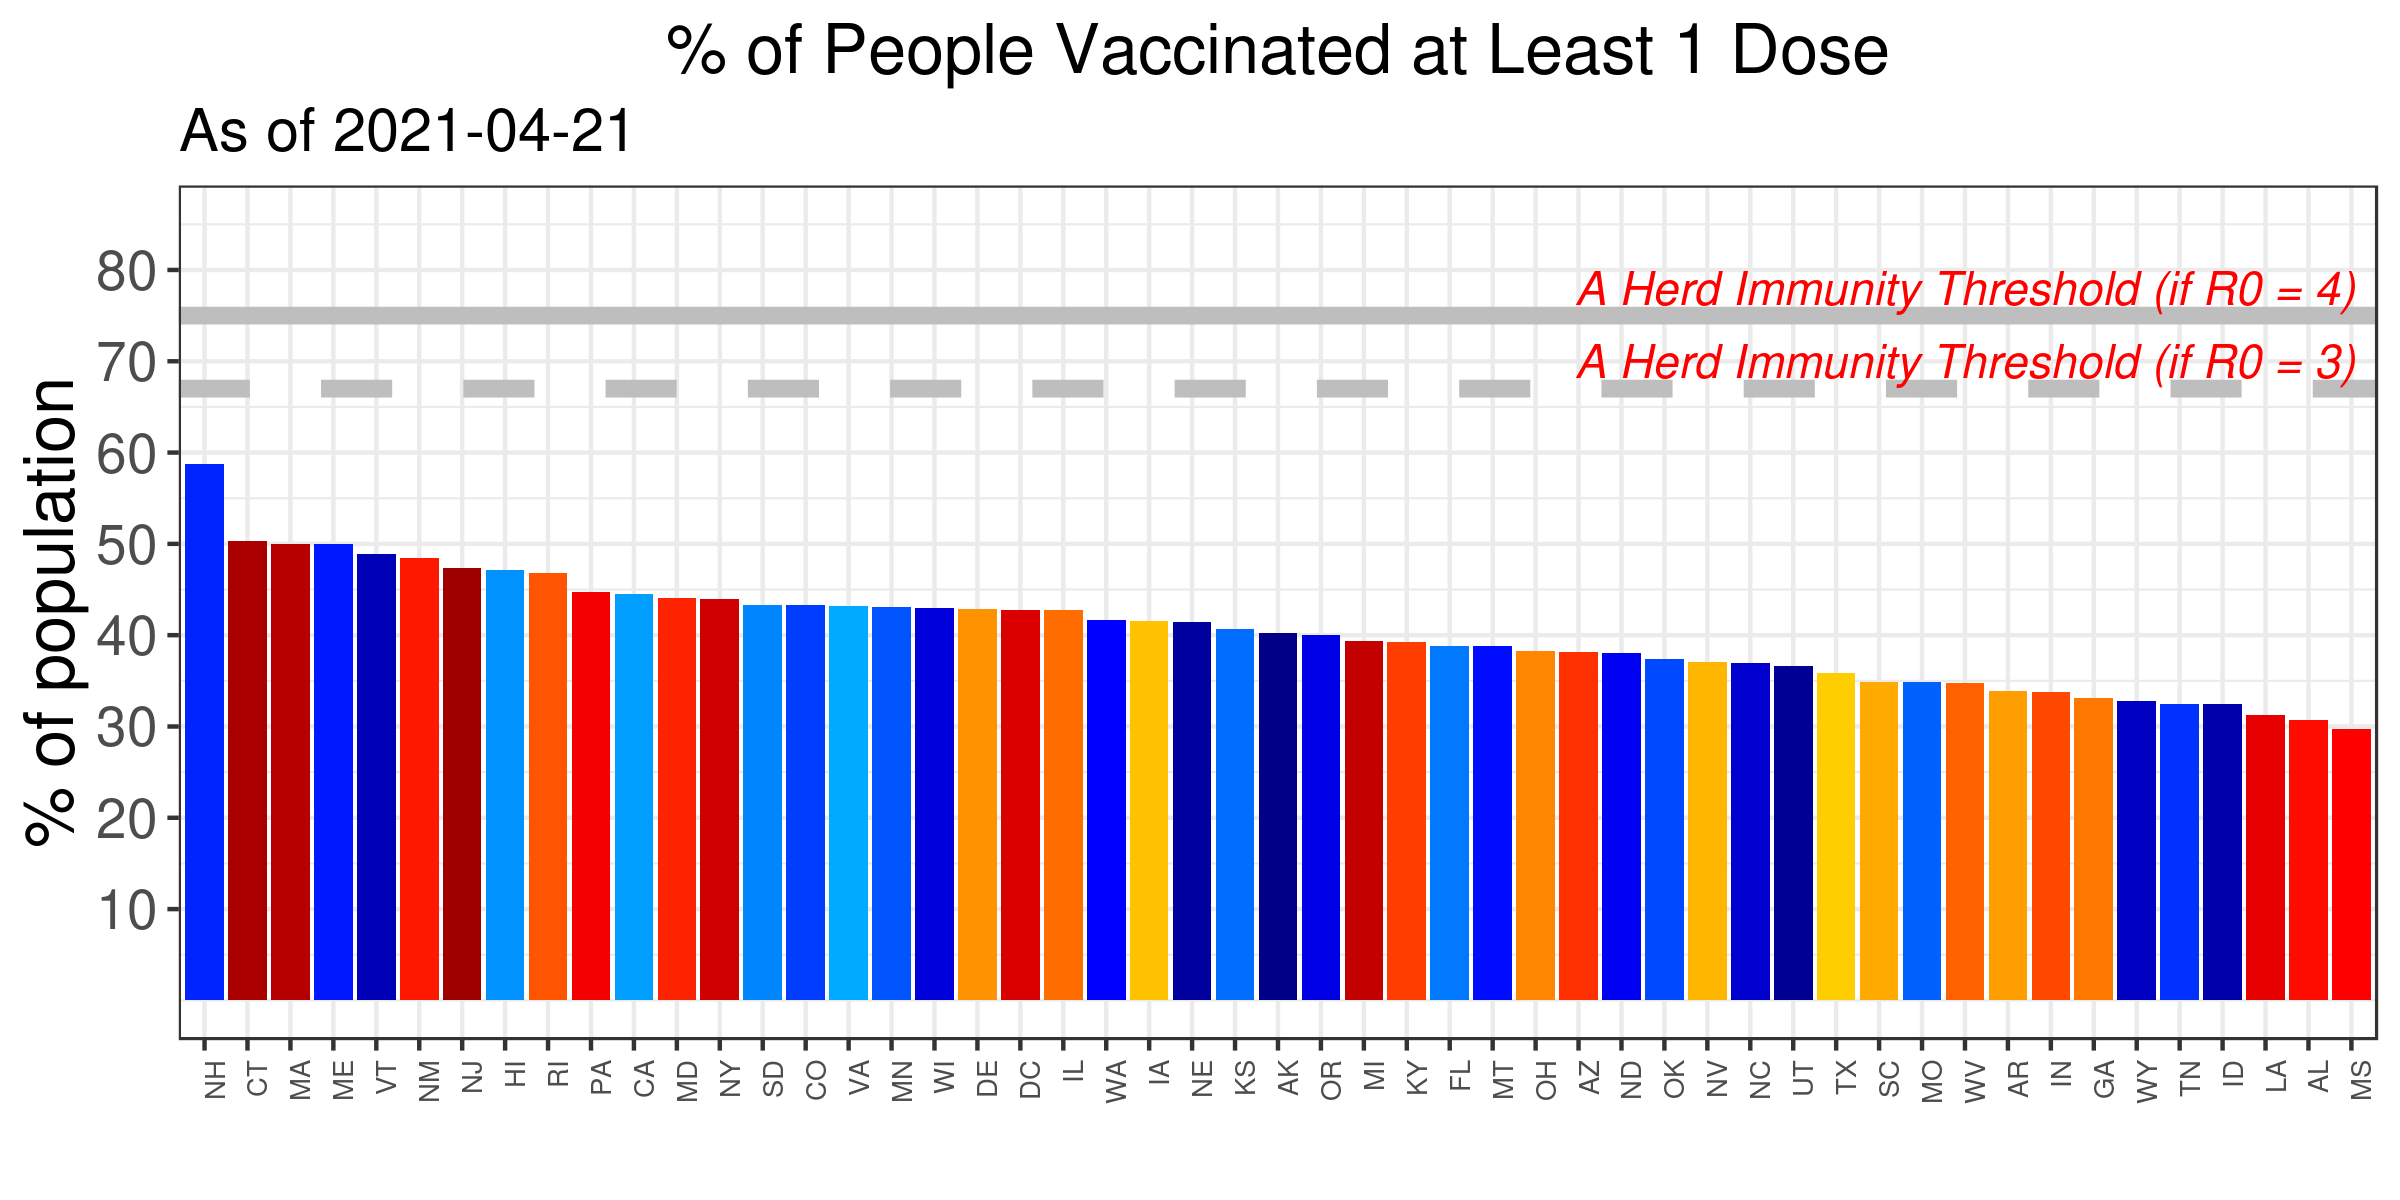 % of People Vaccinated at Least 1 Dose
As of 2021-04-21
80
70
60
50
40
30
20
10
% of population
A Herd Immunity Threshold (if R0 = 4)
A Herd Immunity Threshold (if R0 = 3)
NH
CT
MA
ME
VT
NM
NJ
HI
RI
PA
CA
MD
NY
SD
CO
VA
MN
WI
DE
DC
IL
WA
IA
NE
KS
AK
OR
MI
KY
FL
MT
OH
AZ
ND
OK
NV
NC
UT
TX
SC
MO
WV
AR
IN
GA
WY
TN
ID
LA
AL
MS